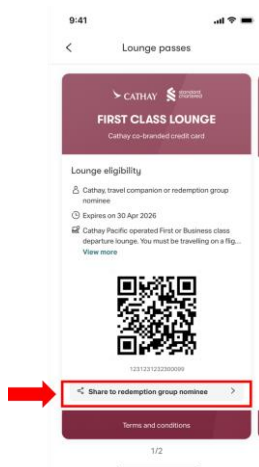 9:41
Lounge passes
CATHAY standard chartered
FIRST CLASS LOUNGE
Cathay co-branded credit card
Lounge eligibility
Cathay, travel companion or redemption group
nominee
Expires on 30 Apr 2026
Cathay Pacific operated First or Business class
departure lounge. You must be travelling on a flig...
View more
1231231232300099
Share to redemption group nominee
Terms and conditions
1/2